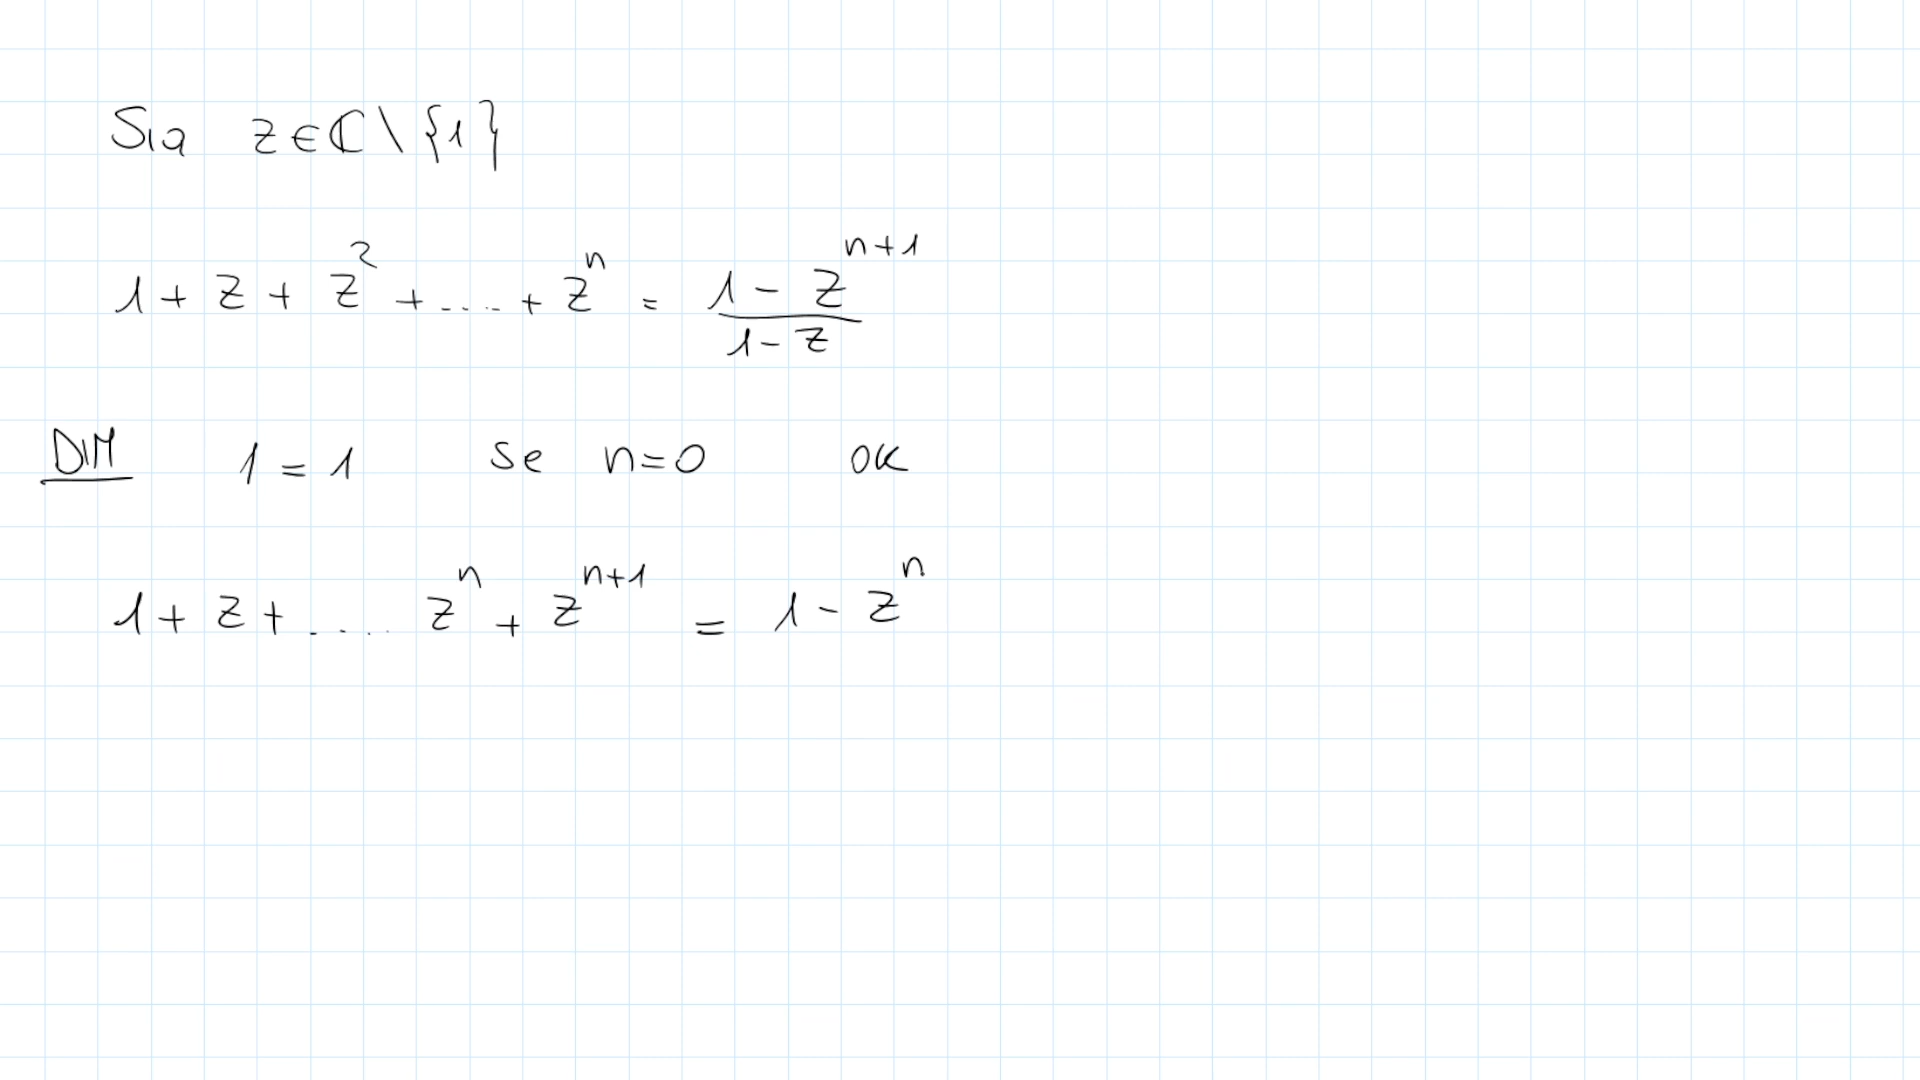 Sia z∈ℂ\{1}
1 + z + z² + .... + zⁿ = (1 - zⁿ⁺¹)/(1 - z)
DIM 1 = 1 se n=0 OK
1 + z + ..... zⁿ + zⁿ⁺¹ = 1 - zⁿ